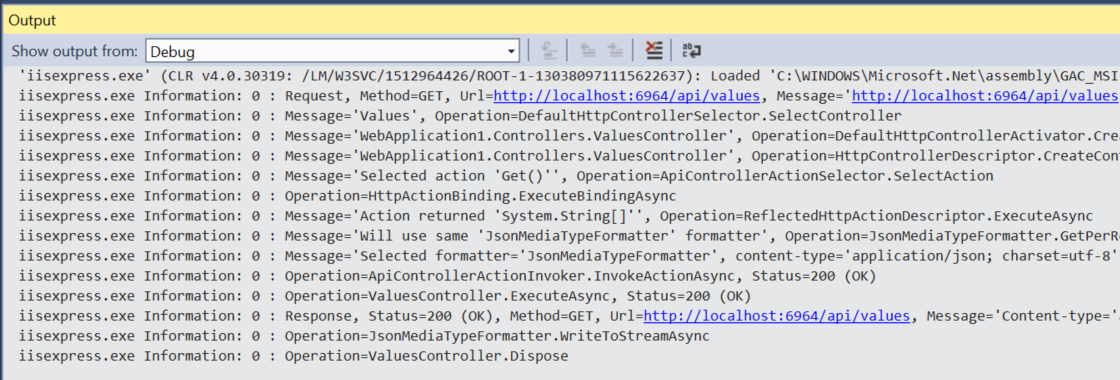 Output
Show output from: Debug
'iisexpress.exe' (CLR v4.0.30319: /LM/W3SVC/1512964426/ROOT-1-130380971115622637): Loaded 'C:\WINDOWS\Microsoft.Net\assembly\GAC_MSI
iisexpress.exe Information: 0 : Request, Method=GET, Url=http://localhost:6964/api/values, Message='http://localhost:6964/api/values
iisexpress.exe Information: 0 : Message='Values', Operation=DefaultHttpControllerSelector.SelectController
iisexpress.exe Information: 0 : Message='WebApplication1.Controllers.ValuesController', Operation=DefaultHttpControllerActivator.Cre
iisexpress.exe Information: 0 : Message='WebApplication1.Controllers.ValuesController', Operation=HttpControllerDescriptor.CreateCon
iisexpress.exe Information: 0 : Message='Selected action 'Get()'', Operation=ApiControllerActionSelector.SelectAction
iisexpress.exe Information: 0 : Operation=HttpActionBinding.ExecuteBindingAsync
iisexpress.exe Information: 0 : Message='Action returned 'System.String[]'', Operation=ReflectedHttpActionDescriptor.ExecuteAsync
iisexpress.exe Information: 0 : Message='Will use same 'JsonMediaTypeFormatter' formatter', Operation=JsonMediaTypeFormatter.GetPerRe
iisexpress.exe Information: 0 : Message='Selected formatter='JsonMediaTypeFormatter', content-type='application/json; charset=utf-8'
iisexpress.exe Information: 0 : Operation=ApiControllerActionInvoker.InvokeActionAsync, Status=200 (OK)
iisexpress.exe Information: 0 : Operation=ValuesController.ExecuteAsync, Status=200 (OK)
iisexpress.exe Information: 0 : Response, Status=200 (OK), Method=GET, Url=http://localhost:6964/api/values, Message='Content-type='
iisexpress.exe Information: 0 : Operation=JsonMediaTypeFormatter.WriteToStreamAsync
iisexpress.exe Information: 0 : Operation=ValuesController.Dispose